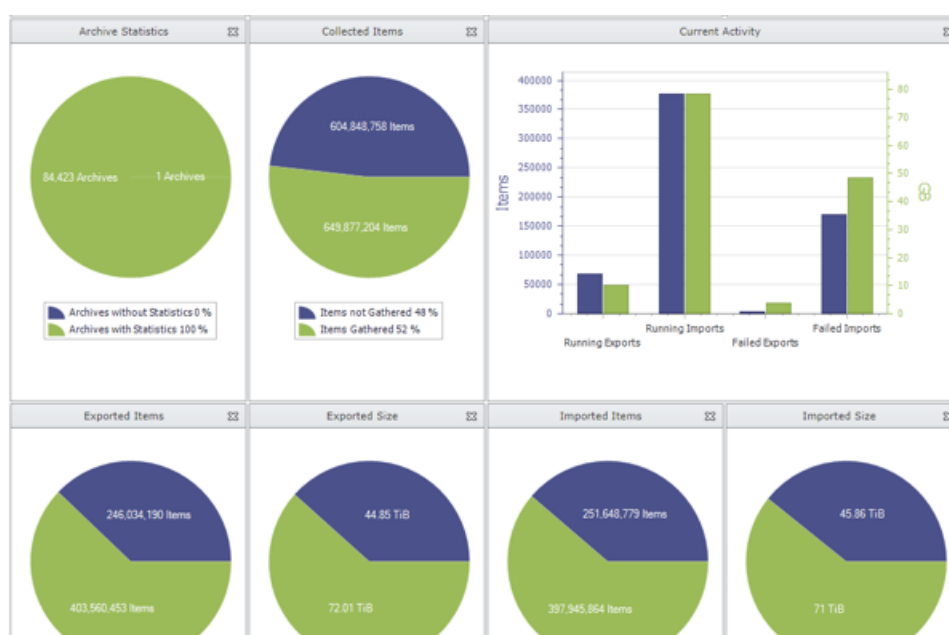 Archive Statistics
Collected Items
Current Activity
84,423 Archives
1 Archives
Archives without Statistics 0 %
Archives with Statistics 100 %
604,848,758 Items
649,877,204 Items
Items not Gathered 48 %
Items Gathered 52 %
Items
400000
350000
300000
250000
200000
150000
100000
50000
0
80
70
60
50
40
30
20
10
0
GB
Running Exports
Running Imports
Failed Exports
Failed Imports
Exported Items
Exported Size
Imported Items
Imported Size
246,034,190 Items
403,560,453 Items
44.85 TiB
72.01 TiB
251,648,779 Items
397,945,864 Items
45.86 TiB
71 TiB